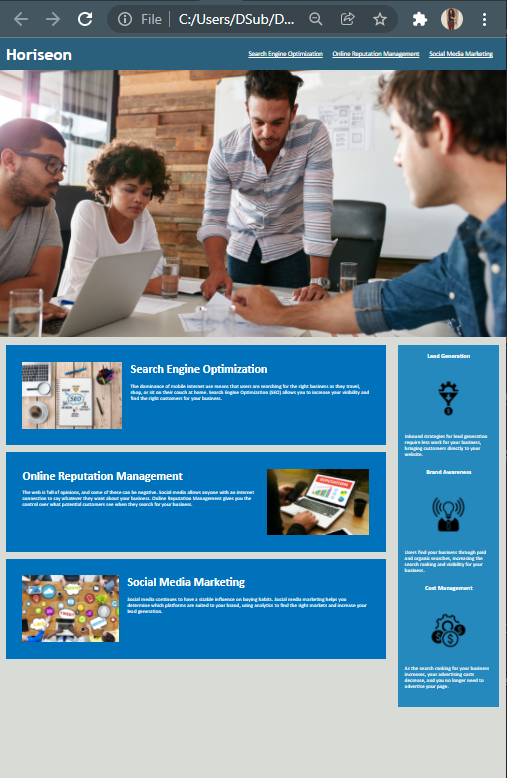 File | C:/Users/DSub/D...
Horiseon
Search Engine Optimization Online Reputation Management Social Media Marketing
Search Engine Optimization
The dominance of mobile internet use means that users are searching for the right business as they travel,
shop, or sit on their couch at home. Search Engine Optimization (SEO) allows you to increase your visibility and
find the right customers for your business.
SEO
Online Reputation Management
The web is full of opinions, and some of these can be negative. Social media allows anyone with an internet
connection to say whatever they want about your business. Online Reputation Management gives you the
control over what potential customers see when they search for your business.
REPUTATION
Social Media Marketing
Social media continues to have a sizable influence on buying habits. Social media marketing helps you
determine which platforms are suited to your brand, using analytics to find the right markets and increase your
lead generation.
TWEET
Lead Generation
Inbound strategies for lead generation
require less work for your business,
bringing customers directly to your
website.
Brand Awareness
Users find your business through paid
and organic searches, increasing the
search ranking and visibility for your
business.
Cost Management
As the search ranking for your business
increases, your advertising costs
decrease, and you no longer need to
advertise your page.